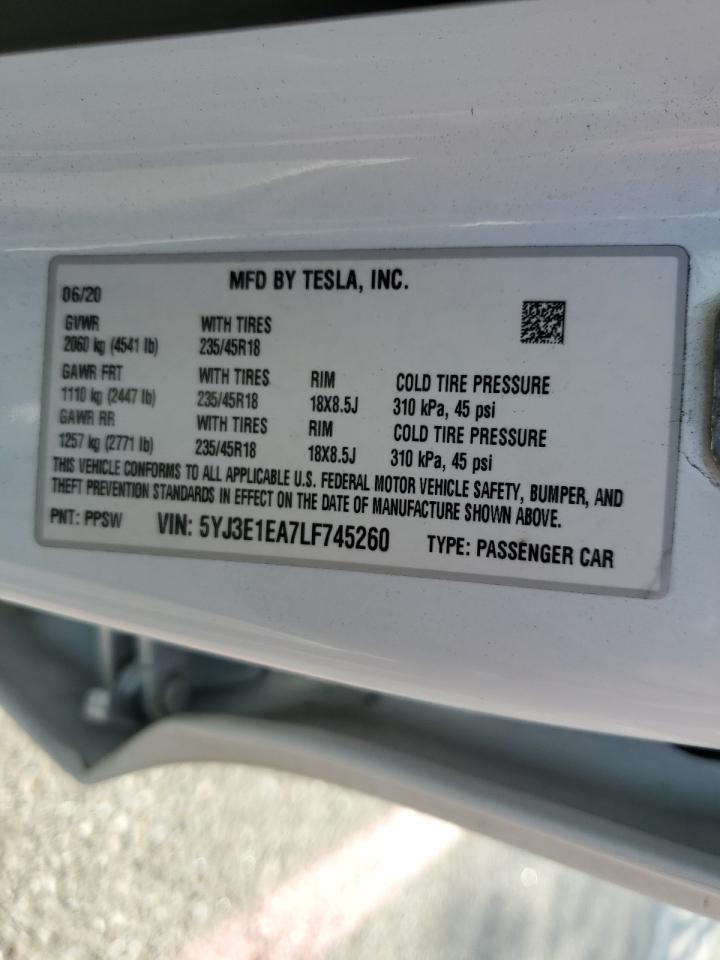 MFD BY TESLA, INC.
06/20
GVWR WITH TIRES
2060 kg (4541 lb) 235/45R18
GAWR FRT WITH TIRES RIM COLD TIRE PRESSURE
1110 kg (2447 lb) 235/45R18 18X8.5J 310 kPa, 45 psi
GAWR RR WITH TIRES RIM COLD TIRE PRESSURE
1257 kg (2771 lb) 235/45R18 18X8.5J 310 kPa, 45 psi
THIS VEHICLE CONFORMS TO ALL APPLICABLE U.S. FEDERAL MOTOR VEHICLE SAFETY, BUMPER, AND
THEFT PREVENTION STANDARDS IN EFFECT ON THE DATE OF MANUFACTURE SHOWN ABOVE.
PNT: PPSW VIN: 5YJ3E1EA7LF745260 TYPE: PASSENGER CAR